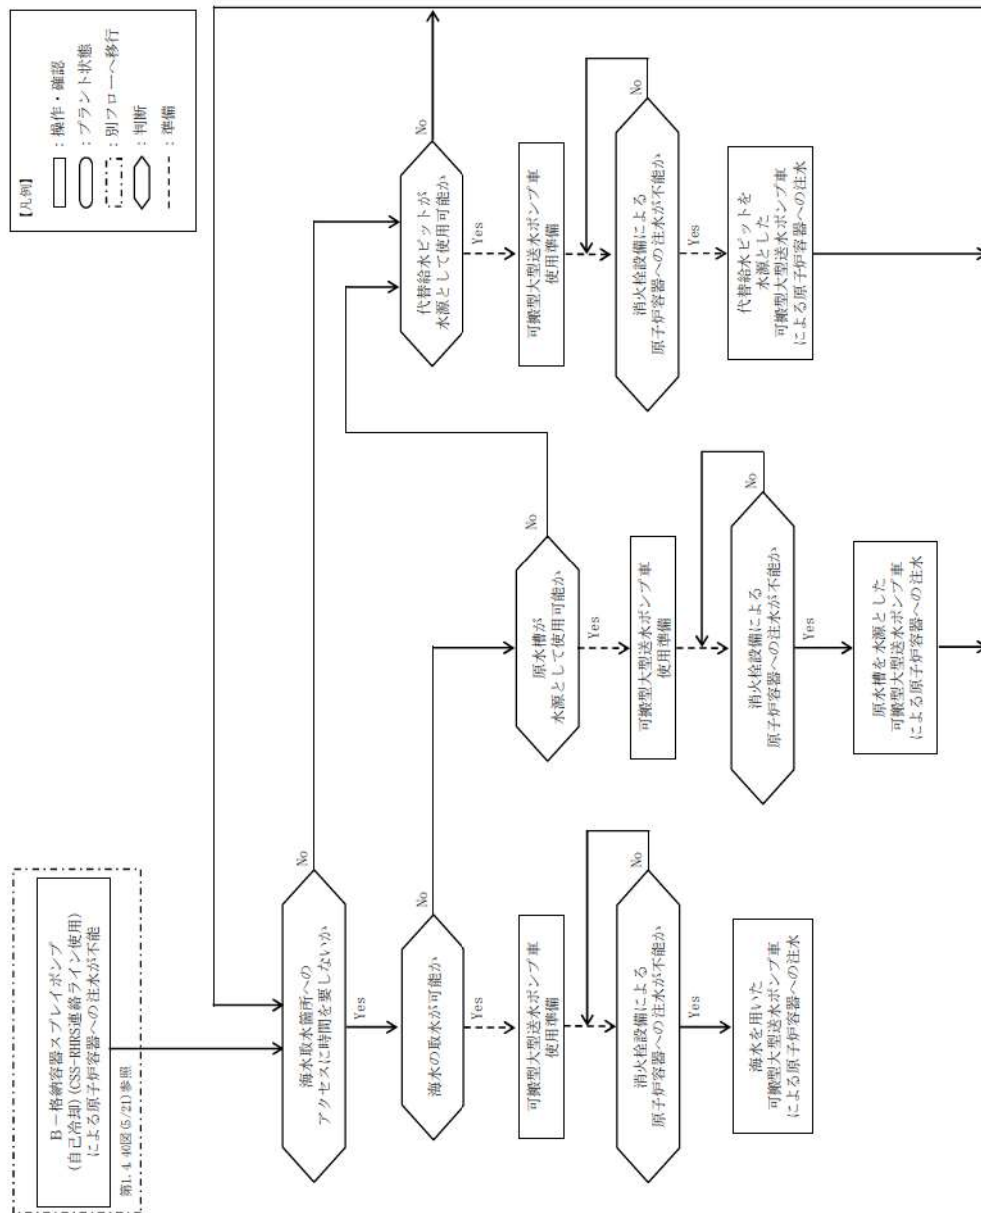 【凡例】
：操作・確認
：プラント状態
：別フローへ移行
：判断
：準備
B－格納容器スプレイポンプ
(自己冷却) (CSS-RHRS連絡ライン使用)
による原子炉容器への注水が不能
第1.4.40図(5/21)参照
海水取水箇所への
アクセスに時間を要しないか
No
Yes
海水の取水が可能か
No
Yes
可搬型大型送水ポンプ車
使用準備
消火栓設備による
原子炉容器への注水が不能か
No
Yes
海水を用いた
可搬型大型送水ポンプ車
による原子炉容器への注水
原水槽が
水源として使用可能か
No
Yes
可搬型大型送水ポンプ車
使用準備
消火栓設備による
原子炉容器への注水が不能か
No
Yes
原水槽を水源とした
可搬型大型送水ポンプ車
による原子炉容器への注水
代替給水ピットが
水源として使用可能か
No
Yes
可搬型大型送水ポンプ車
使用準備
消火栓設備による
原子炉容器への注水が不能か
No
Yes
代替給水ピットを
水源とした
可搬型大型送水ポンプ車
による原子炉容器への注水